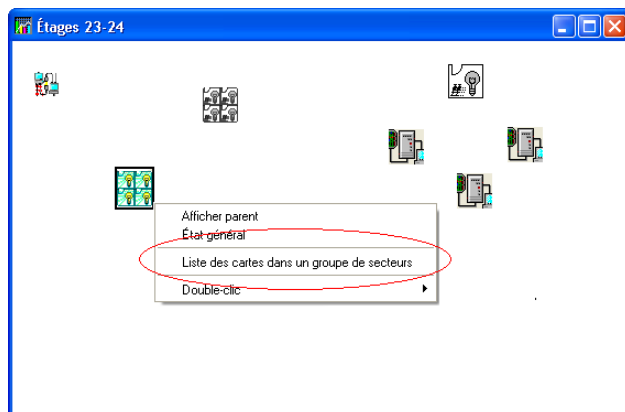 Étages 23-24
Afficher parent
État général
Liste des cartes dans un groupe de secteurs
Double-clic